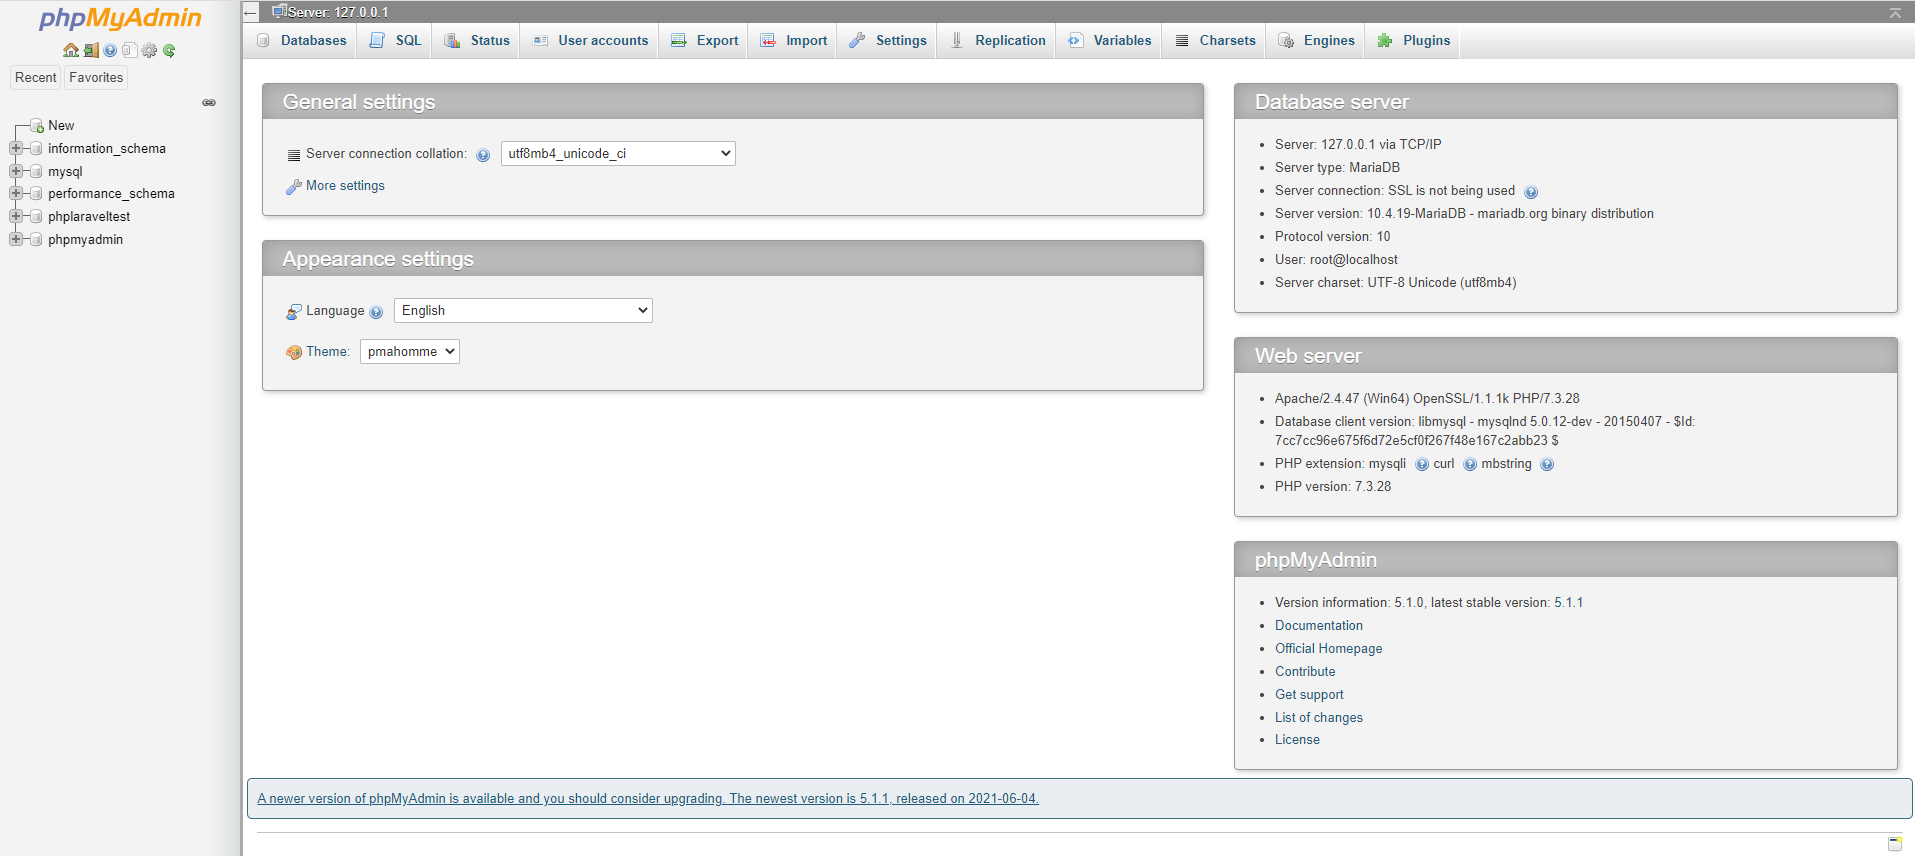 phpMyAdmin
Recent
Favorites
New
information_schema
mysql
performance_schema
phplaraveltest
phpmyadmin
Server: 127.0.0.1
Databases
SQL
Status
User accounts
Export
Import
Settings
Replication
Variables
Charsets
Engines
Plugins
General settings
Server connection collation:
utf8mb4_unicode_ci
More settings
Appearance settings
Language
English
Theme:
pmahomme
Database server
Server: 127.0.0.1 via TCP/IP
Server type: MariaDB
Server connection: SSL is not being used
Server version: 10.4.19-MariaDB - mariadb.org binary distribution
Protocol version: 10
User: root@localhost
Server charset: UTF-8 Unicode (utf8mb4)
Web server
Apache/2.4.47 (Win64) OpenSSL/1.1.1k PHP/7.3.28
Database client version: libmysql - mysqlnd 5.0.12-dev - 20150407 - $Id:
7cc7cc96e675f6d72e5cf0f267f48e167c2abb23 $
PHP extension: mysqli curl mbstring
PHP version: 7.3.28
phpMyAdmin
Version information: 5.1.0, latest stable version: 5.1.1
Documentation
Official Homepage
Contribute
Get support
List of changes
License
A newer version of phpMyAdmin is available and you should consider upgrading. The newest version is 5.1.1, released on 2021-06-04.